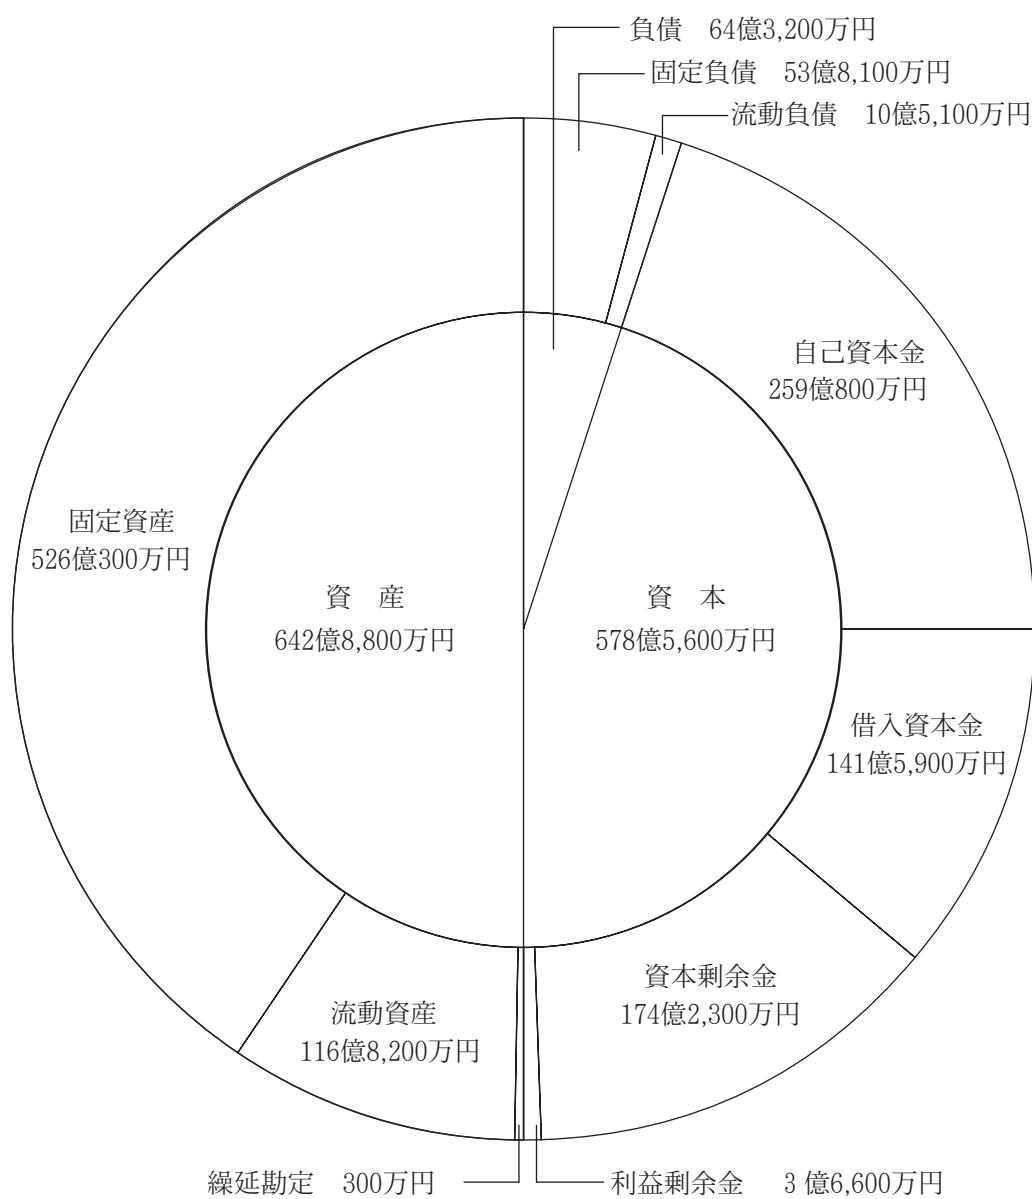 負債　64億3,200万円
固定負債　53億8,100万円
流動負債　10億5,100万円
自己資本金
259億800万円
固定資産
526億300万円
資　産
642億8,800万円
資　本
578億5,600万円
借入資本金
141億5,900万円
資本剰余金
174億2,300万円
流動資産
116億8,200万円
繰延勘定　300万円
利益剰余金　3億6,600万円